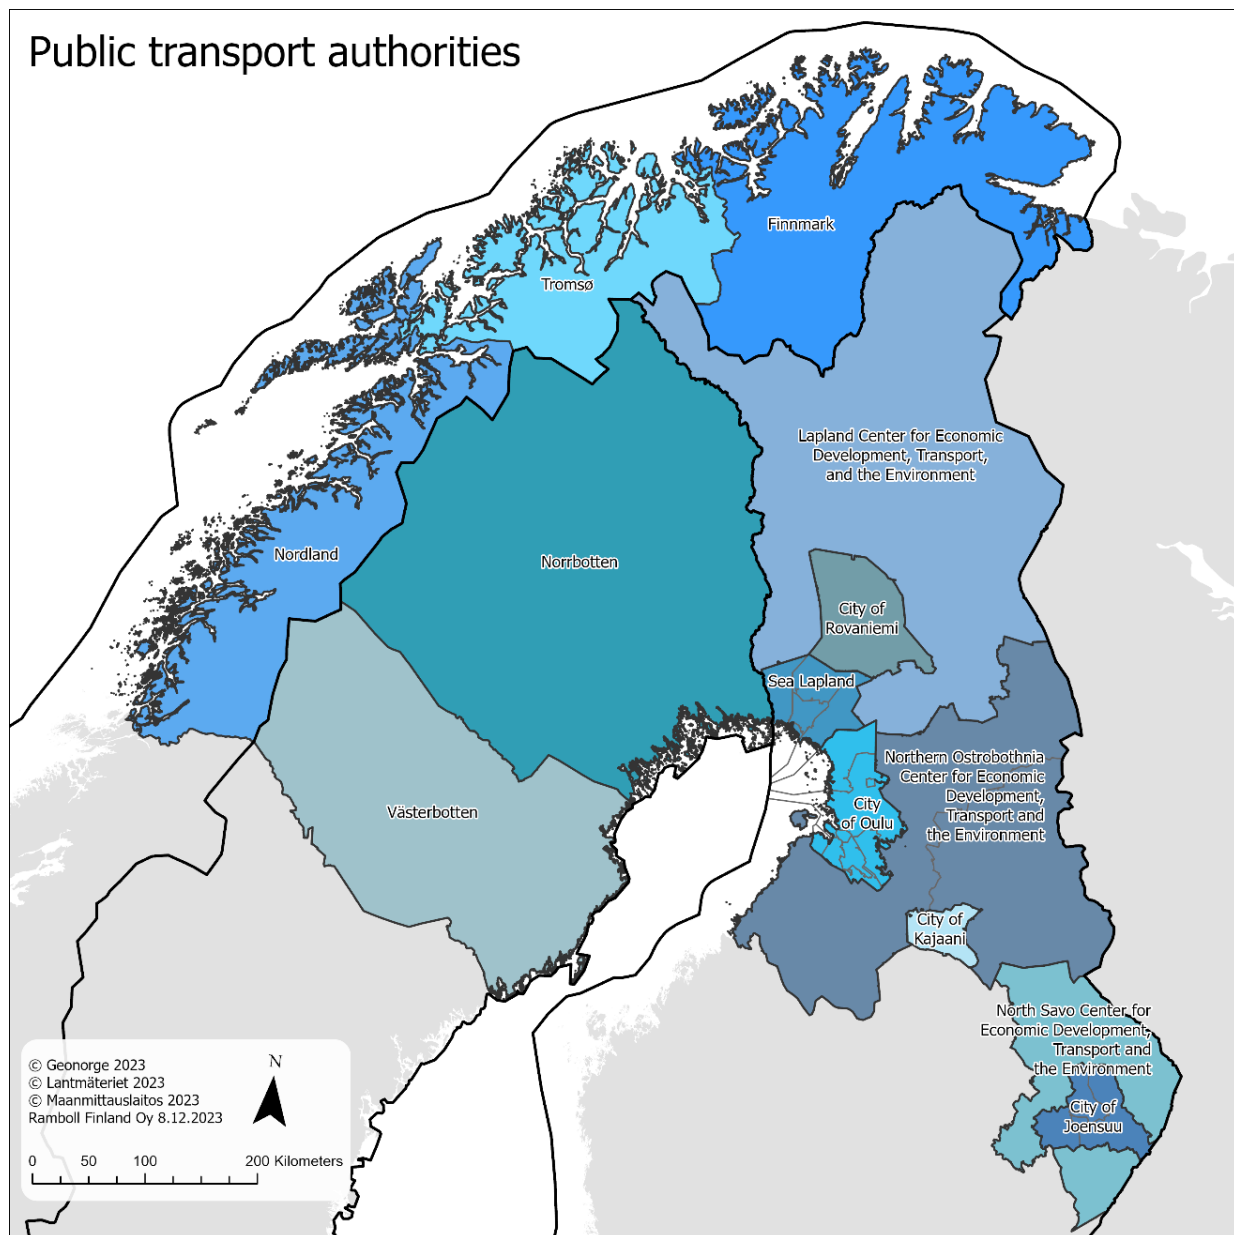 Public transport authorities
Finnmark
Tromsø
Lapland Center for Economic
Development, Transport,
and the Environment
Nordland
Norrbotten
City of
Rovaniemi
Sea Lapland
Northern Ostrobothnia
Center for Economic
Development,
Transport and
the Environment
City
of Oulu
Västerbotten
City of
Kajaani
North Savo Center for
Economic Development,
Transport and
the Environment
City of
Joensuu
© Geonorge 2023
© Lantmäteriet 2023
© Maanmittauslaitos 2023
Ramboll Finland Oy 8.12.2023
N
0 50 100 200 Kilometers